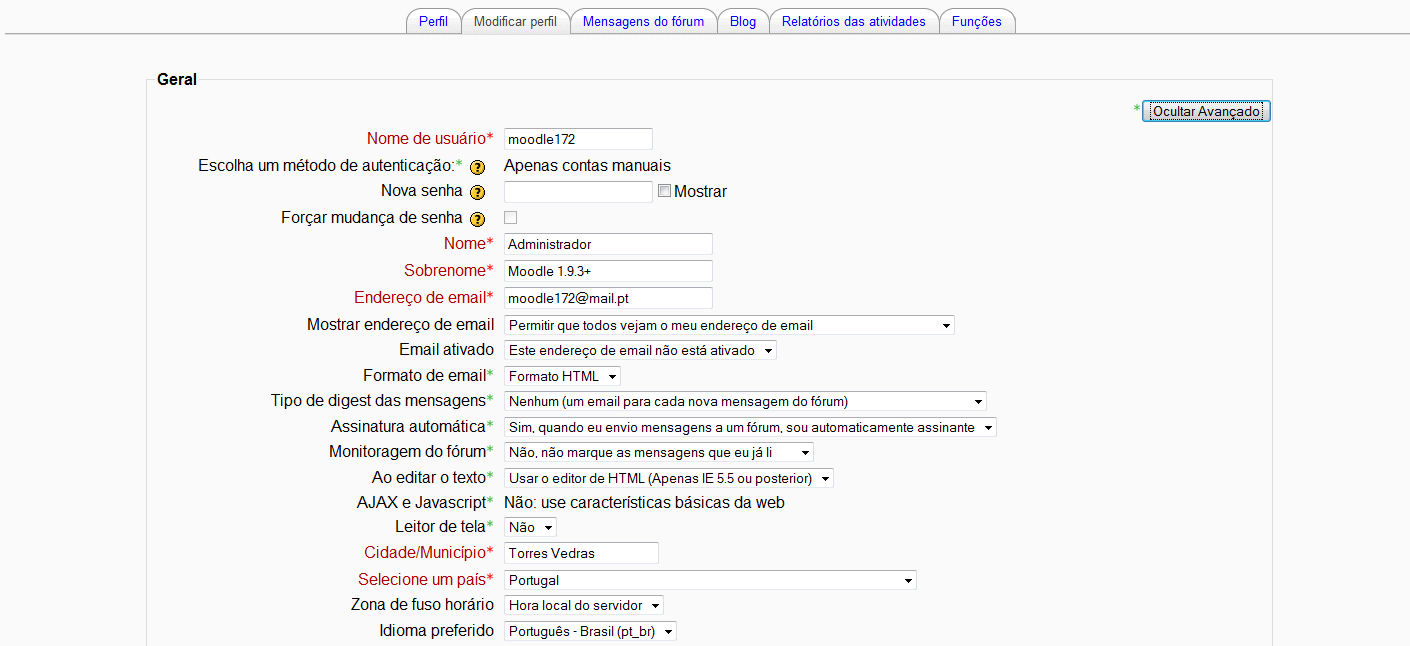 Perfil Modificar perfil Mensagens do fórum Blog Relatórios das atividades Funções
Geral
* Ocultar Avançado
Nome de usuário* moodle172
Escolha um método de autenticação:* ? Apenas contas manuais
Nova senha ? Mostrar
Forçar mudança de senha ?
Nome* Administrador
Sobrenome* Moodle 1.9.3+
Endereço de email* moodle172@mail.pt
Mostrar endereço de email Permitir que todos vejam o meu endereço de email
Email ativado Este endereço de email não está ativado
Formato de email* Formato HTML
Tipo de digest das mensagens* Nenhum (um email para cada nova mensagem do fórum)
Assinatura automática* Sim, quando eu envio mensagens a um fórum, sou automaticamente assinante
Monitoragem do fórum* Não, não marque as mensagens que eu já li
Ao editar o texto* Usar o editor de HTML (Apenas IE 5.5 ou posterior)
AJAX e Javascript* Não: use características básicas da web
Leitor de tela* Não
Cidade/Município* Torres Vedras
Selecione um país* Portugal
Zona de fuso horário Hora local do servidor
Idioma preferido Português - Brasil (pt_br)